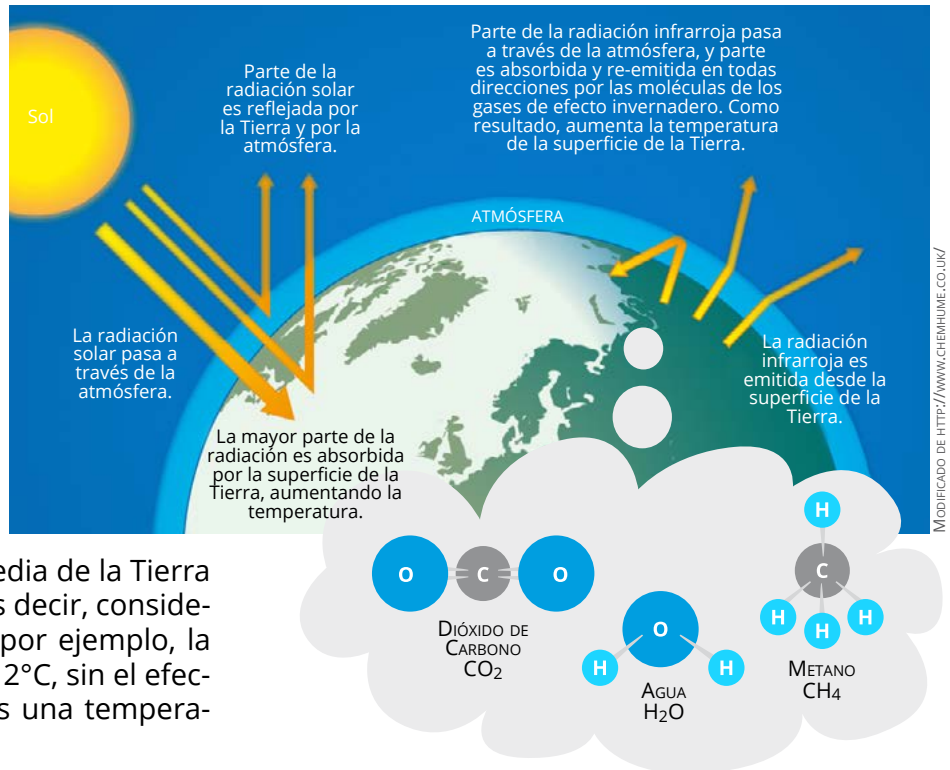 Sol
Parte de la
radiación solar
es reflejada por
la Tierra y por la
atmósfera.
Parte de la radiación infrarroja pasa
a través de la atmósfera, y parte
es absorbida y re-emitida en todas
direcciones por las moléculas de los
gases de efecto invernadero. Como
resultado, aumenta la temperatura
de la superficie de la Tierra.
ATMÓSFERA
La radiación
solar pasa a
través de la
atmósfera.
La mayor parte de la
radiación es absorbida
por la superficie de la
Tierra, aumentando la
temperatura.
La radiación
infrarroja es
emitida desde la
superficie de la
Tierra.
MODIFICADO DE HTTP://WWW.CHEMHUME.CO.UK/
edia de la Tierra
s decir, conside-
por ejemplo, la
2°C, sin el efec-
s una tempera-
O C O
DIÓXIDO DE
CARBONO
CO2
O
H H
AGUA
H2O
H
C
H H H
METANO
CH4